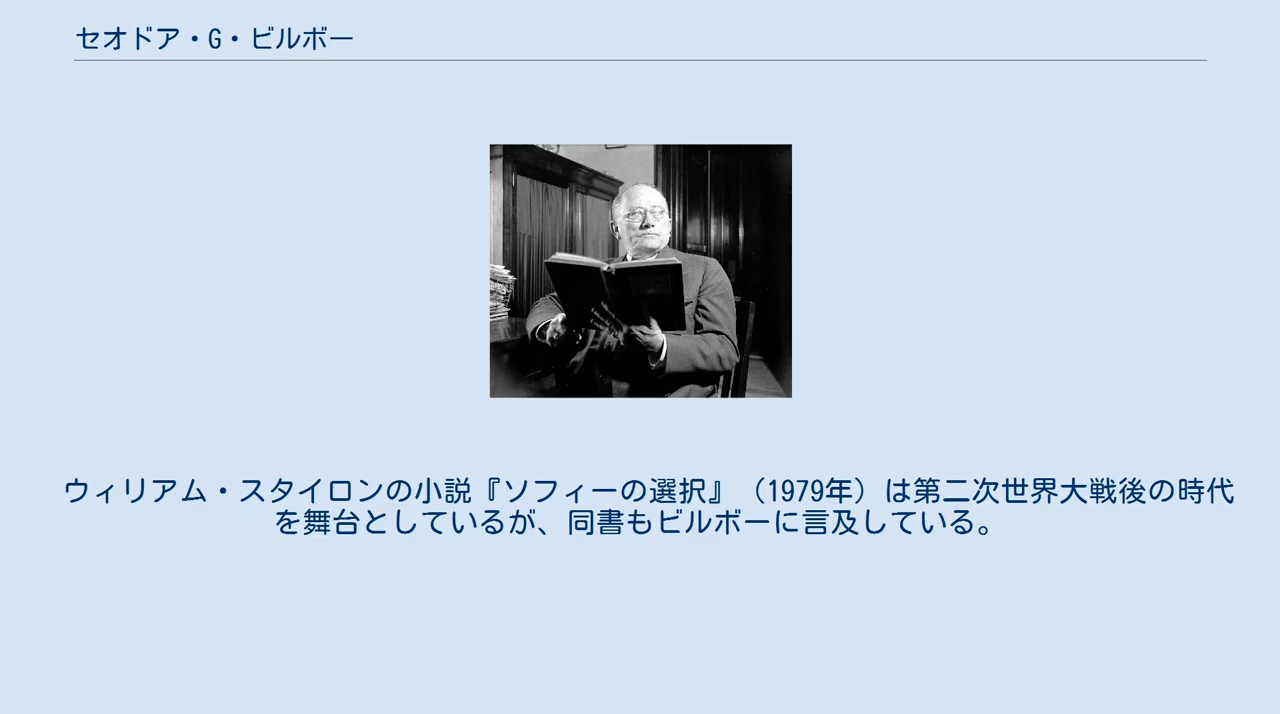 セオドア・G・ビルボー
ウィリアム・スタイロンの小説『ソフィーの選択』（1979年）は第二次世界大戦後の時代
を舞台としているが、同書もビルボーに言及している。